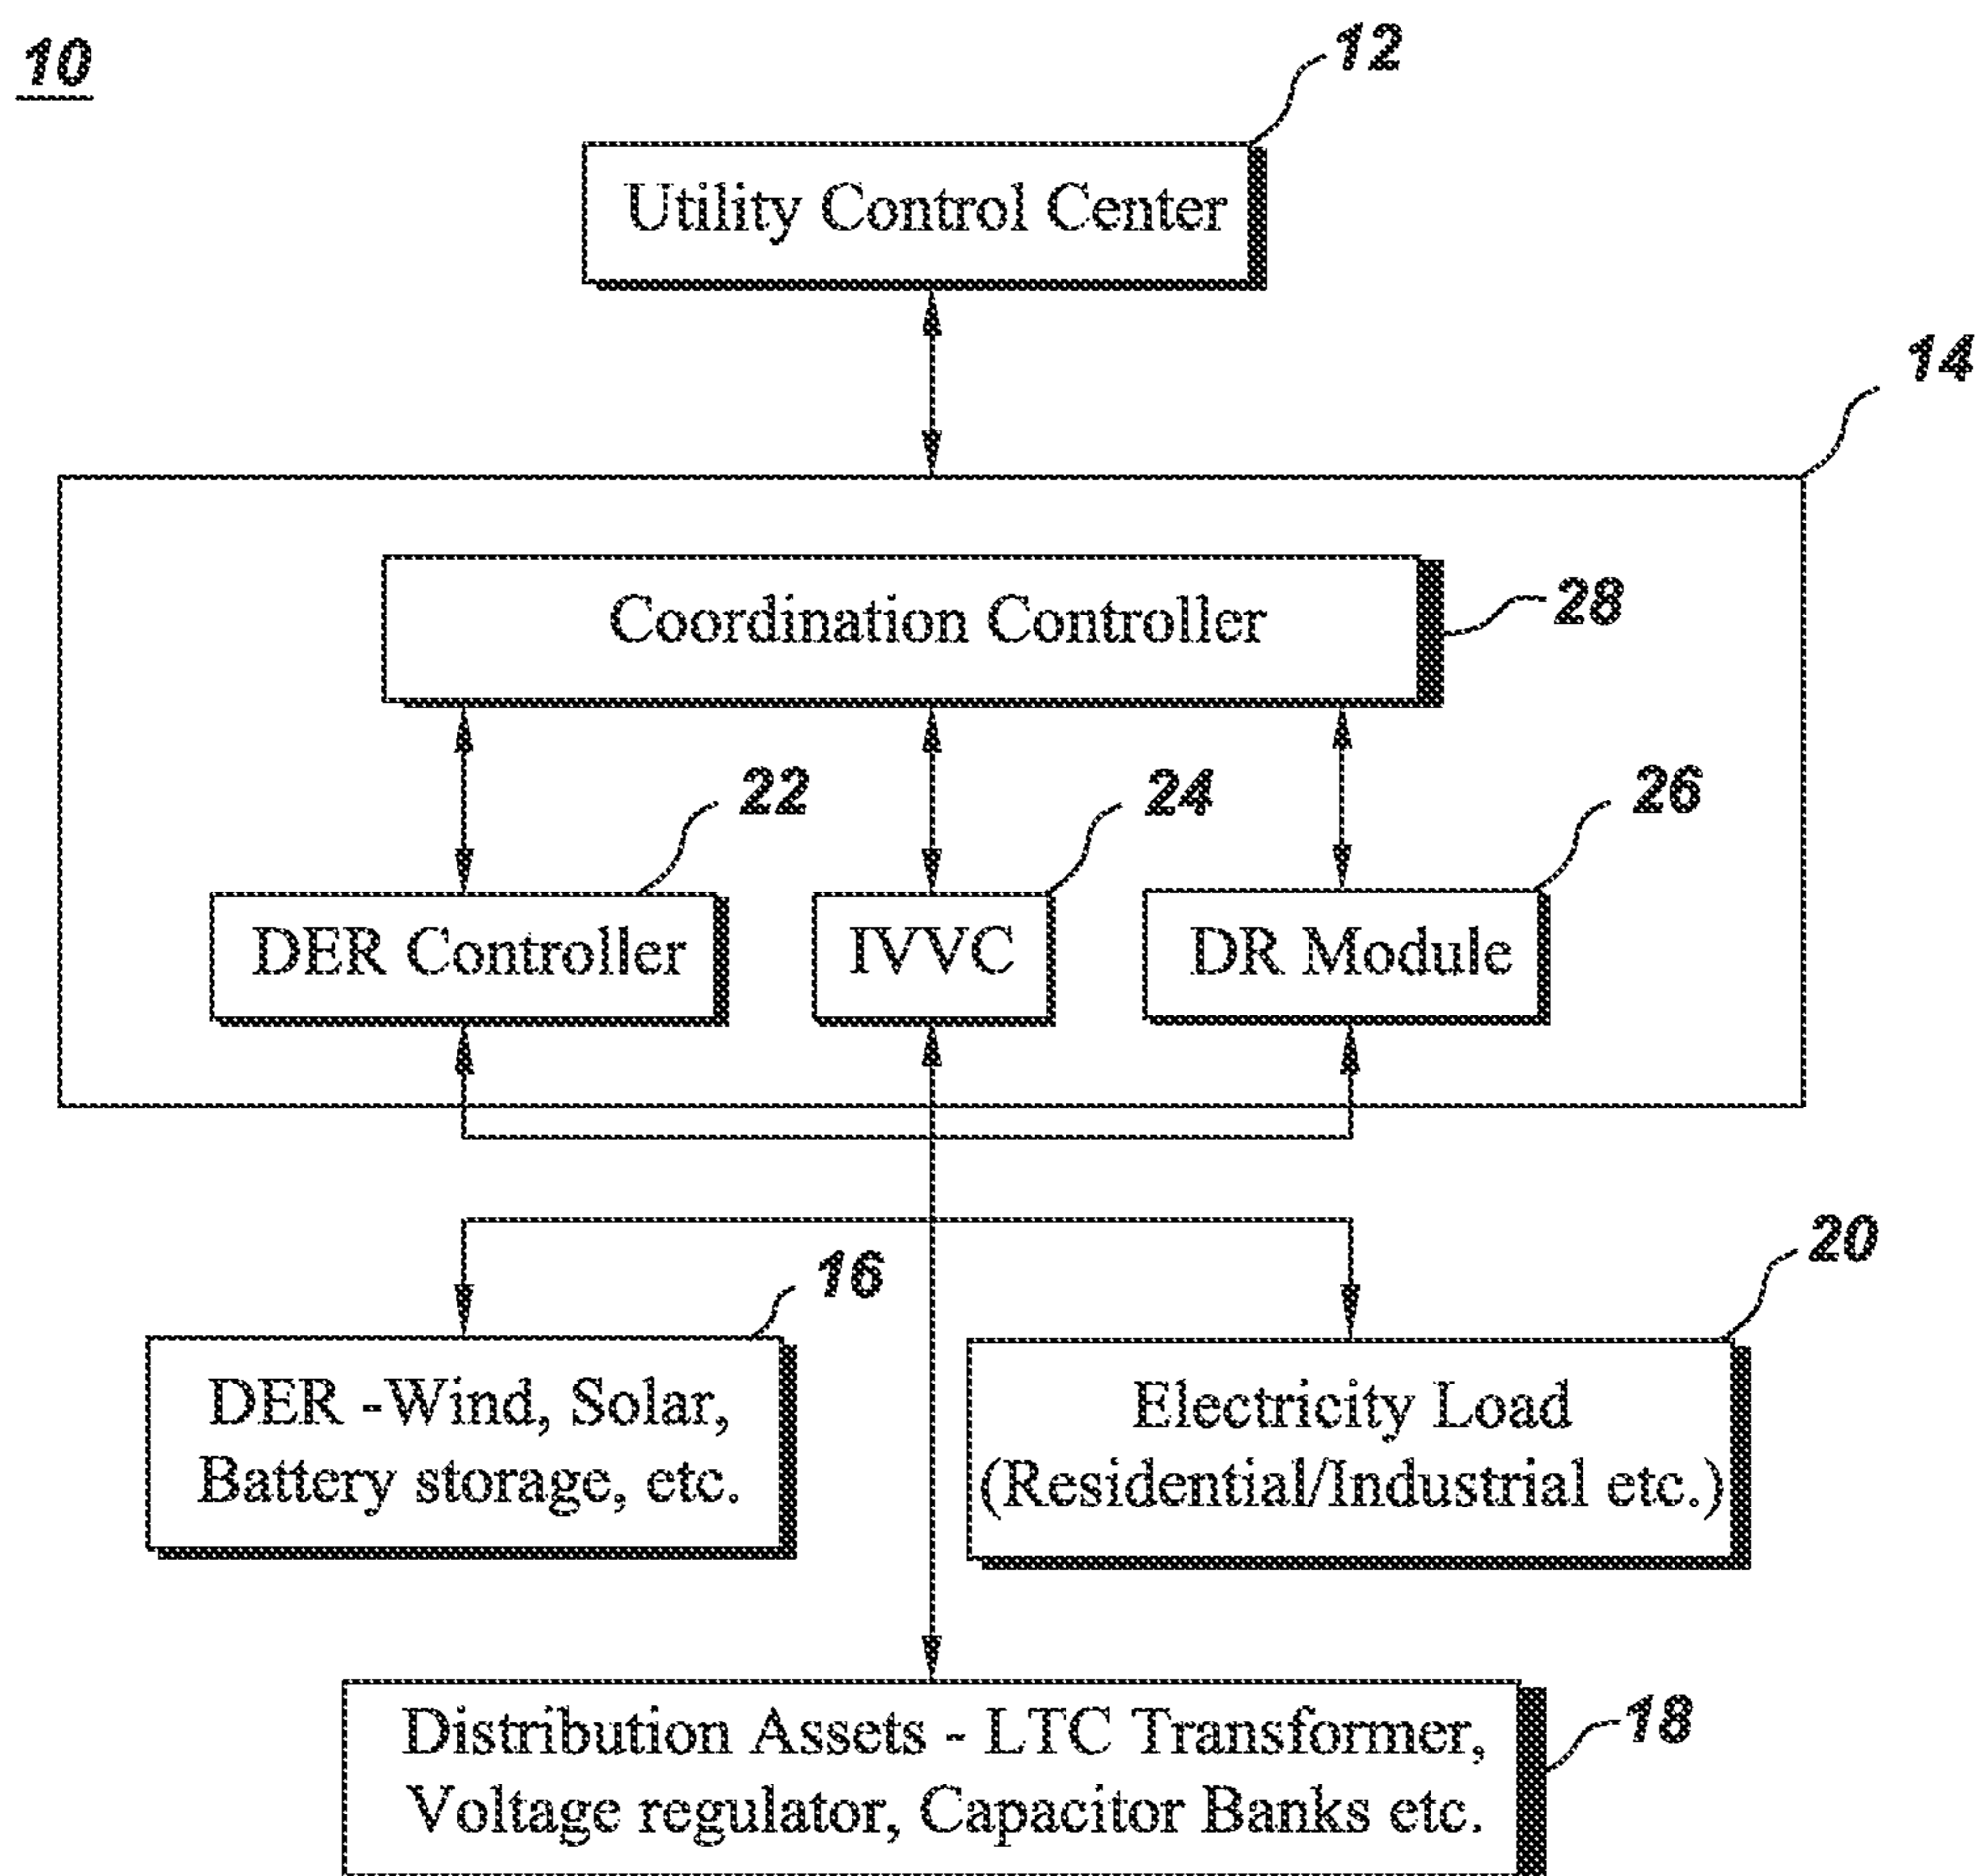 10
12
Utility Control Center
14
Coordination Controller
28
22
24
26
DER Controller
IVVC
DR Module
16
20
DER -Wind, Solar,
Battery storage, etc.
Electricity Load
(Residential/Industrial etc.)
Distribution Assets - LTC Transformer,
Voltage regulator, Capacitor Banks etc.
18